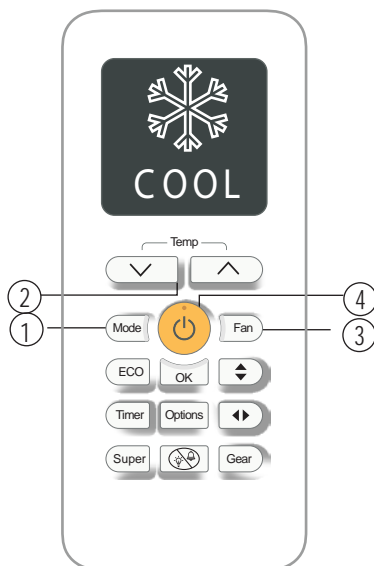 COOL
Temp
2
4
1
Mode
Fan
3
ECO
OK
Timer
Options
Super
Gear